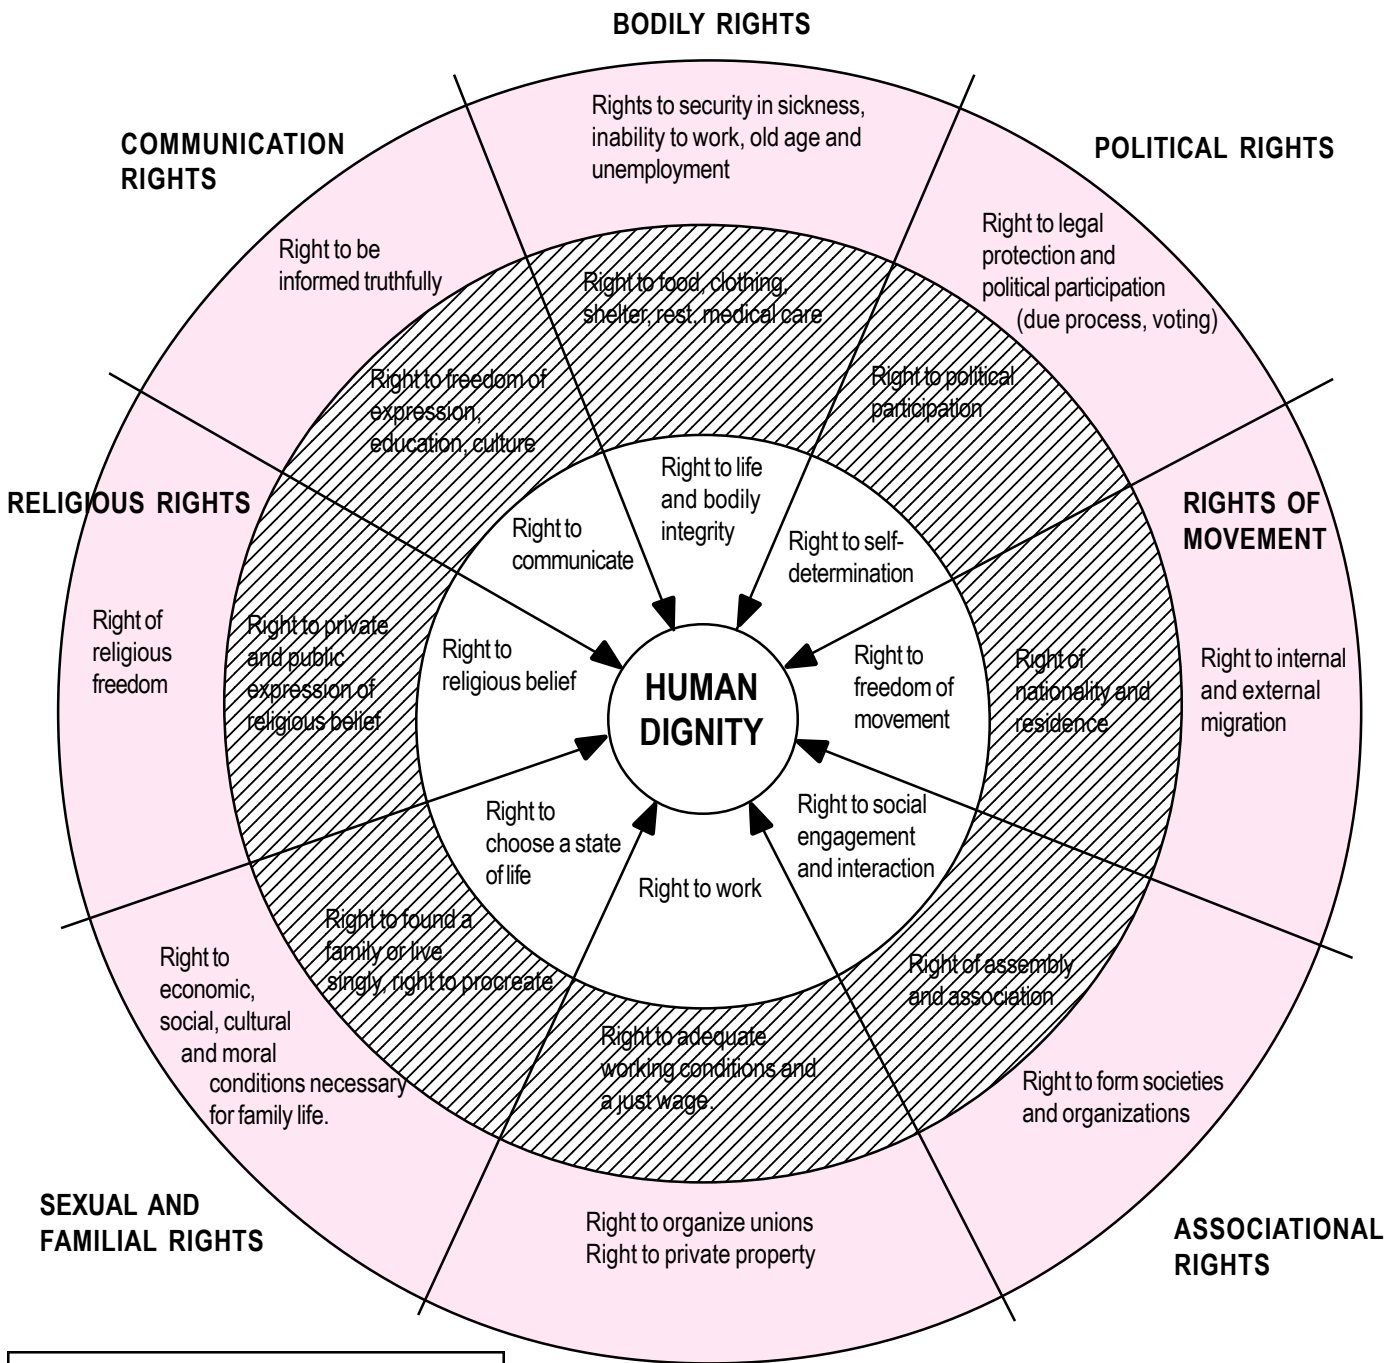 BODILY RIGHTS
COMMUNICATION
RIGHTS
POLITICAL RIGHTS
Rights to security in sickness,
inability to work, old age and
unemployment
Right to be
informed truthfully
Right to legal
protection and
political participation
(due process, voting)
Right to food, clothing,
shelter, rest, medical care
Right to freedom of
expression,
education, culture
Right to political
participation
RELIGIOUS RIGHTS
RIGHTS OF
MOVEMENT
Right to
communicate
Right to life
and bodily
integrity
Right to self-
determination
Right of
religious
freedom
Right to private
and public
expression of
religious belief
Right to
religious belief
HUMAN
DIGNITY
Right to
freedom of
movement
Right of
nationality and
residence
Right to internal
and external
migration
Right to
choose a state
of life
Right to work
Right to social
engagement
and interaction
Right to
economic,
social, cultural
and moral
conditions necessary
for family life.
Right to found a
family or live
singly, right to procreate
Right to adequate
working conditions and
a just wage.
Right of assembly
and association
Right to form societies
and organizations
SEXUAL AND
FAMILIAL RIGHTS
Right to organize unions
Right to private property
ASSOCIATIONAL
RIGHTS